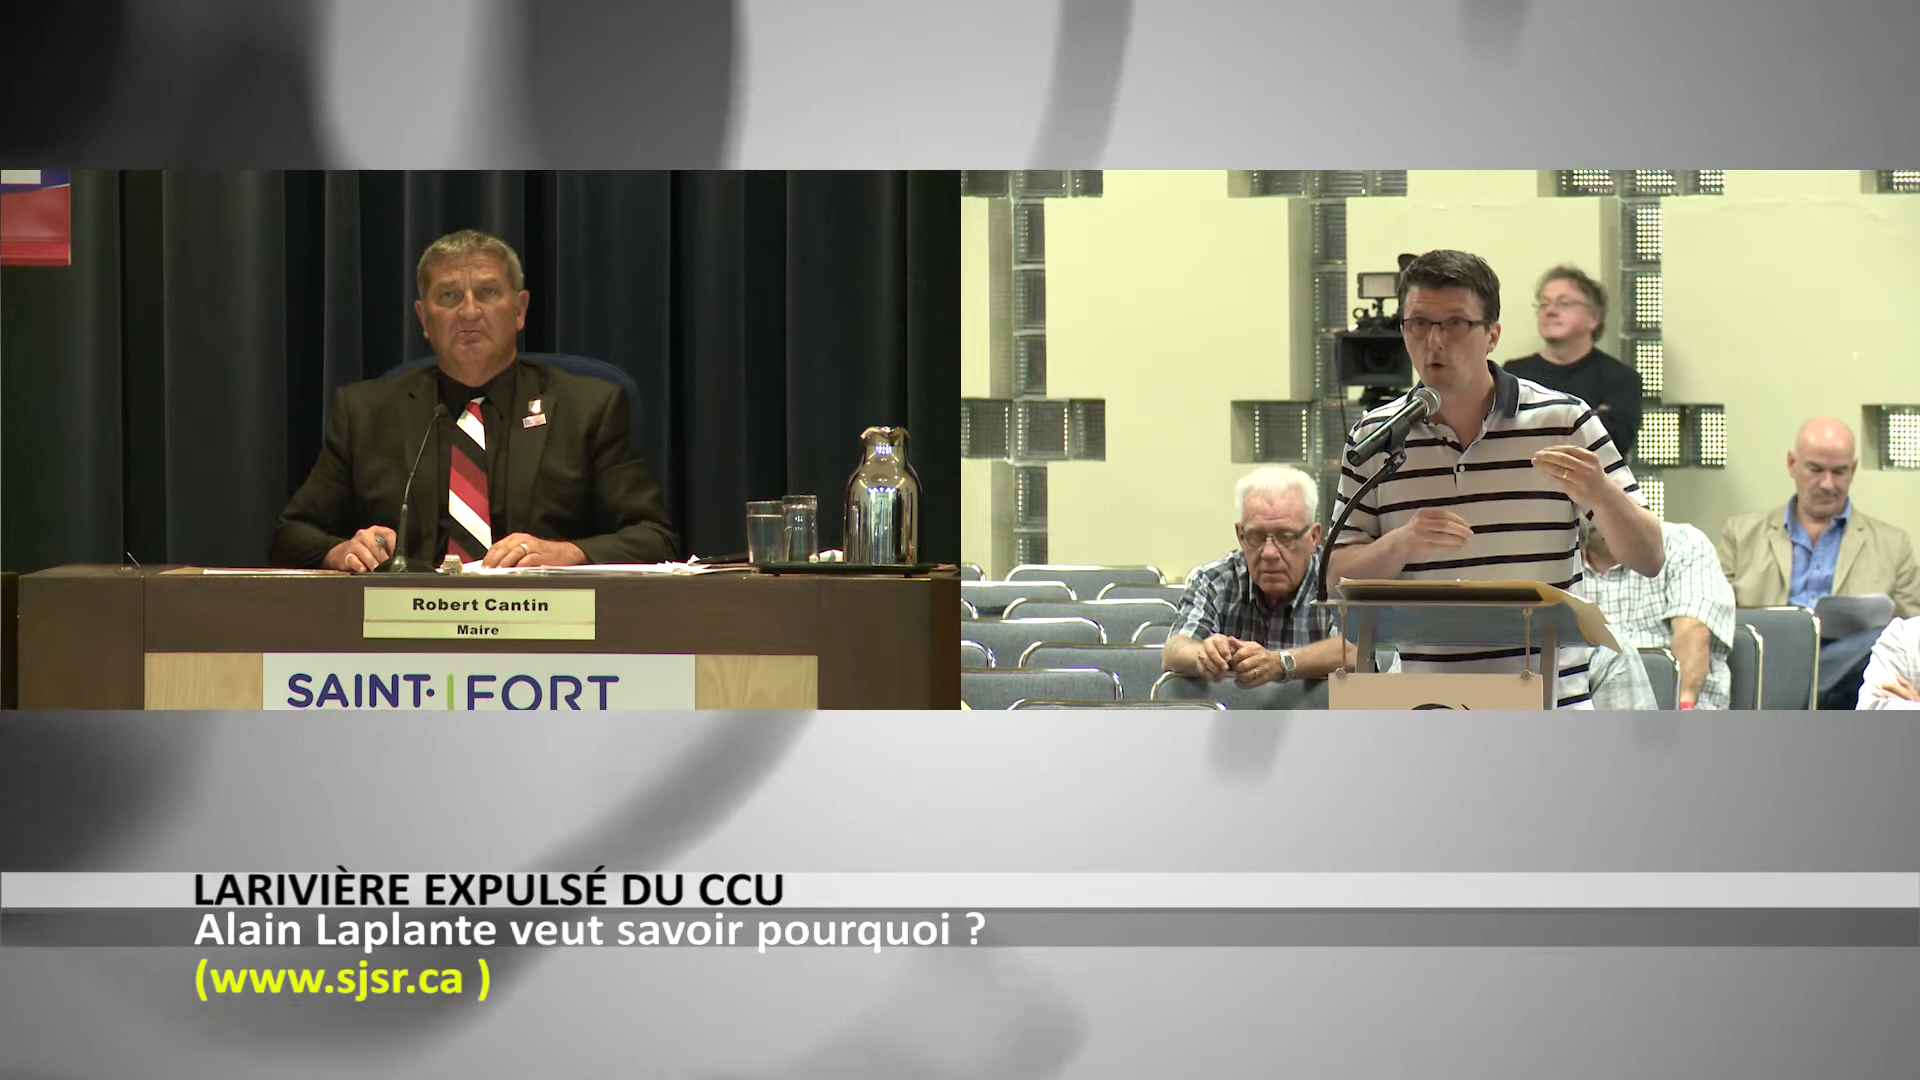 Robert Cantin
Maire
SAINT· | FORT
LARIVIÈRE EXPULSÉ DU CCU
Alain Laplante veut savoir pourquoi ?
(www.sjsr.ca )